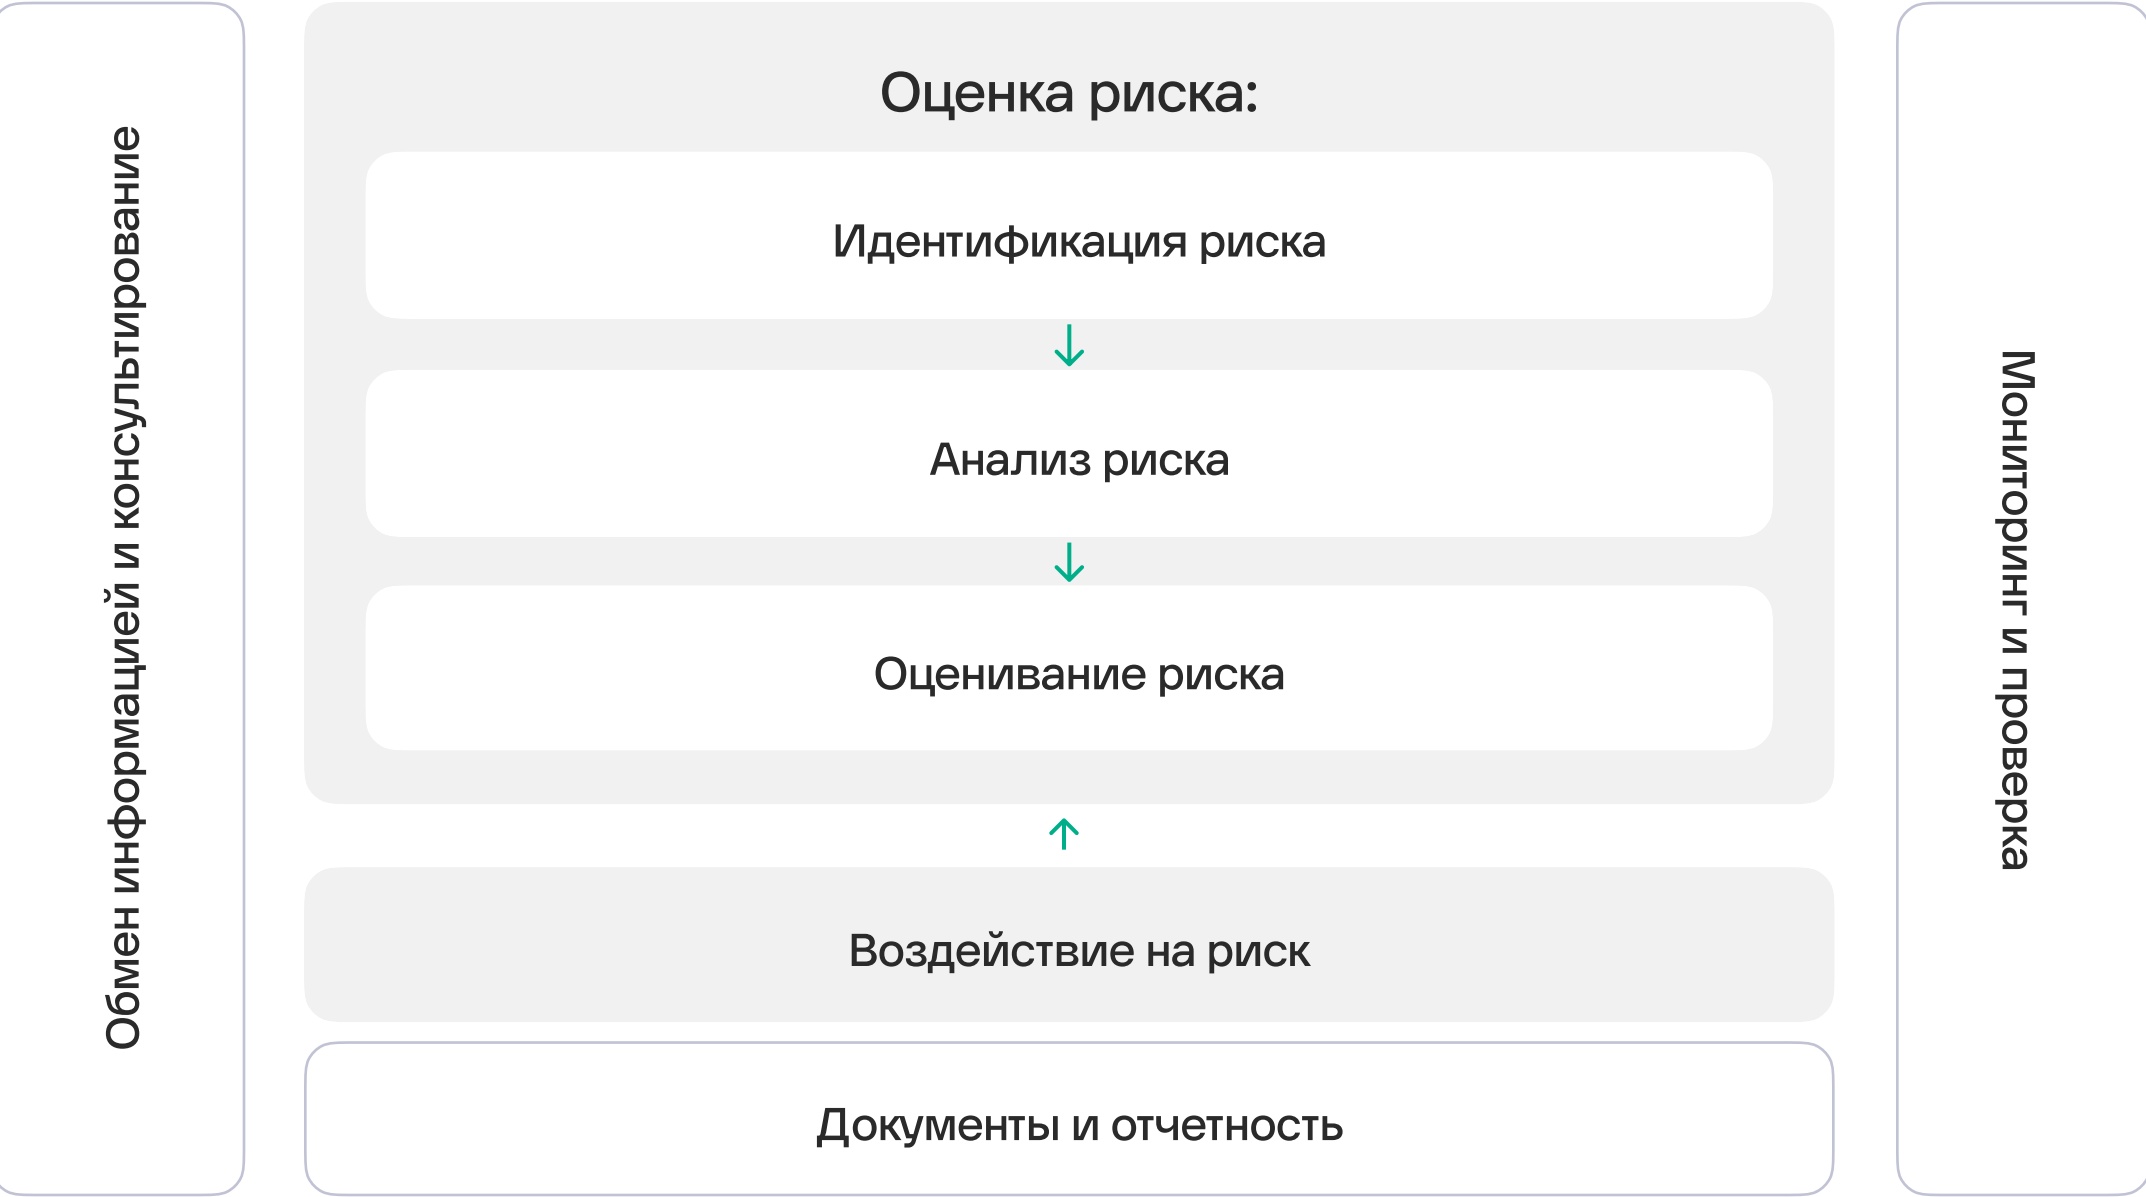 Обмен информацией и консультирование
Оценка риска:
Идентификация риска
Анализ риска
Оценивание риска
Воздействие на риск
Документы и отчетность
Мониторинг и проверка